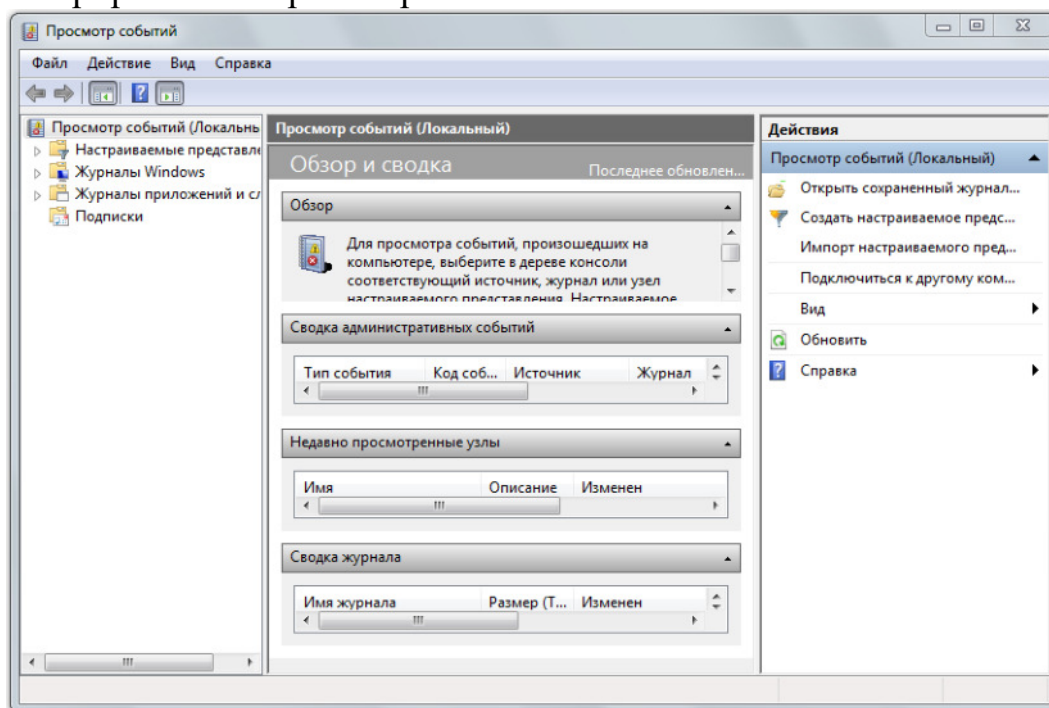 Просмотр событий
Файл Действие Вид Справка
Просмотр событий (Локальнь
Настраиваемые представле
Журналы Windows
Журналы приложений и сл
Подписки
Просмотр событий (Локальный)
Обзор и сводка Последнее обновлен...
Обзор
Для просмотра событий, произошедших на
компьютере, выберите в дереве консоли
соответствующий источник, журнал или узел
настраиваемого представления. Настраиваемое
Сводка административных событий
Тип события Код соб... Источник Журнал
Недавно просмотренные узлы
Имя Описание Изменен
Сводка журнала
Имя журнала Размер (Т... Изменен
Действия
Просмотр событий (Локальный)
Открыть сохраненный журнал...
Создать настраиваемое предс...
Импорт настраиваемого пред...
Подключиться к другому ком...
Вид
Обновить
Справка